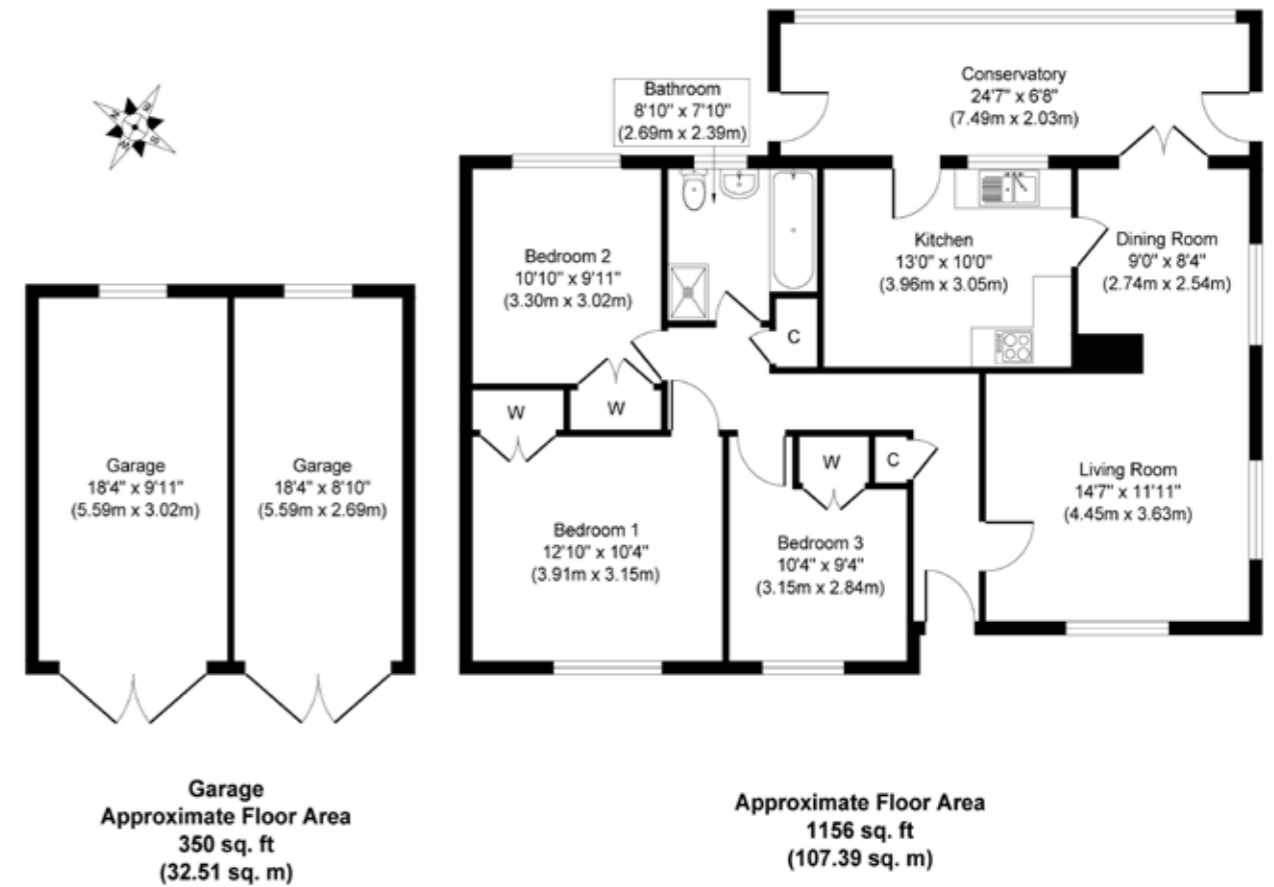 Conservatory
24'7" x 6'8"
(7.49m x 2.03m)
Bathroom
8'10" x 7'10"
(2.69m x 2.39m)
Bedroom 2
10'10" x 9'11"
(3.30m x 3.02m)
Kitchen
13'0" x 10'0"
(3.96m x 3.05m)
Dining Room
9'0" x 8'4"
(2.74m x 2.54m)
C
W
W
W
C
Garage
18'4" x 9'11"
(5.59m x 3.02m)
Garage
18'4" x 8'10"
(5.59m x 2.69m)
Living Room
14'7" x 11'11"
(4.45m x 3.63m)
Bedroom 1
12'10" x 10'4"
(3.91m x 3.15m)
Bedroom 3
10'4" x 9'4"
(3.15m x 2.84m)
Garage
Approximate Floor Area
350 sq. ft
(32.51 sq. m)
Approximate Floor Area
1156 sq. ft
(107.39 sq. m)